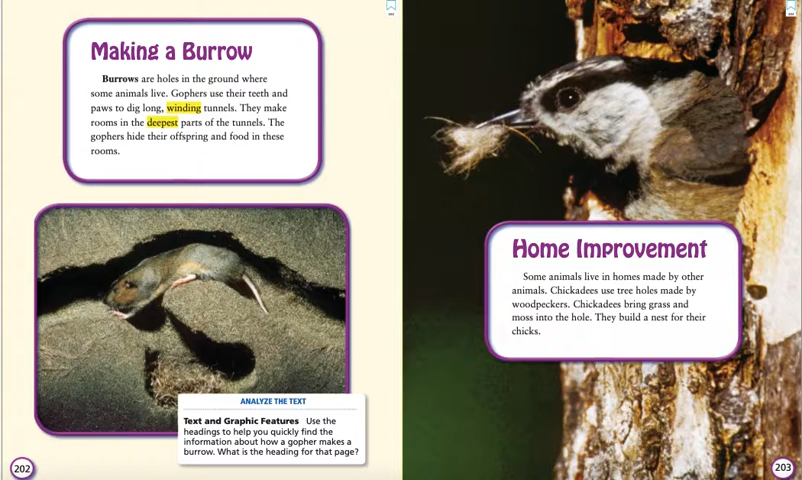 Making a Burrow
Burrows are holes in the ground where
some animals live. Gophers use their teeth and
paws to dig long, winding tunnels. They make
rooms in the deepest parts of the tunnels. The
gophers hide their offspring and food in these
rooms.
ANALYZE THE TEXT
Text and Graphic Features Use the
headings to help you quickly find the
information about how a gopher makes a
burrow. What is the heading for that page?
202
Home Improvement
Some animals live in homes made by other
animals. Chickadees use tree holes made by
woodpeckers. Chickadees bring grass and
moss into the hole. They build a nest for their
chicks.
203